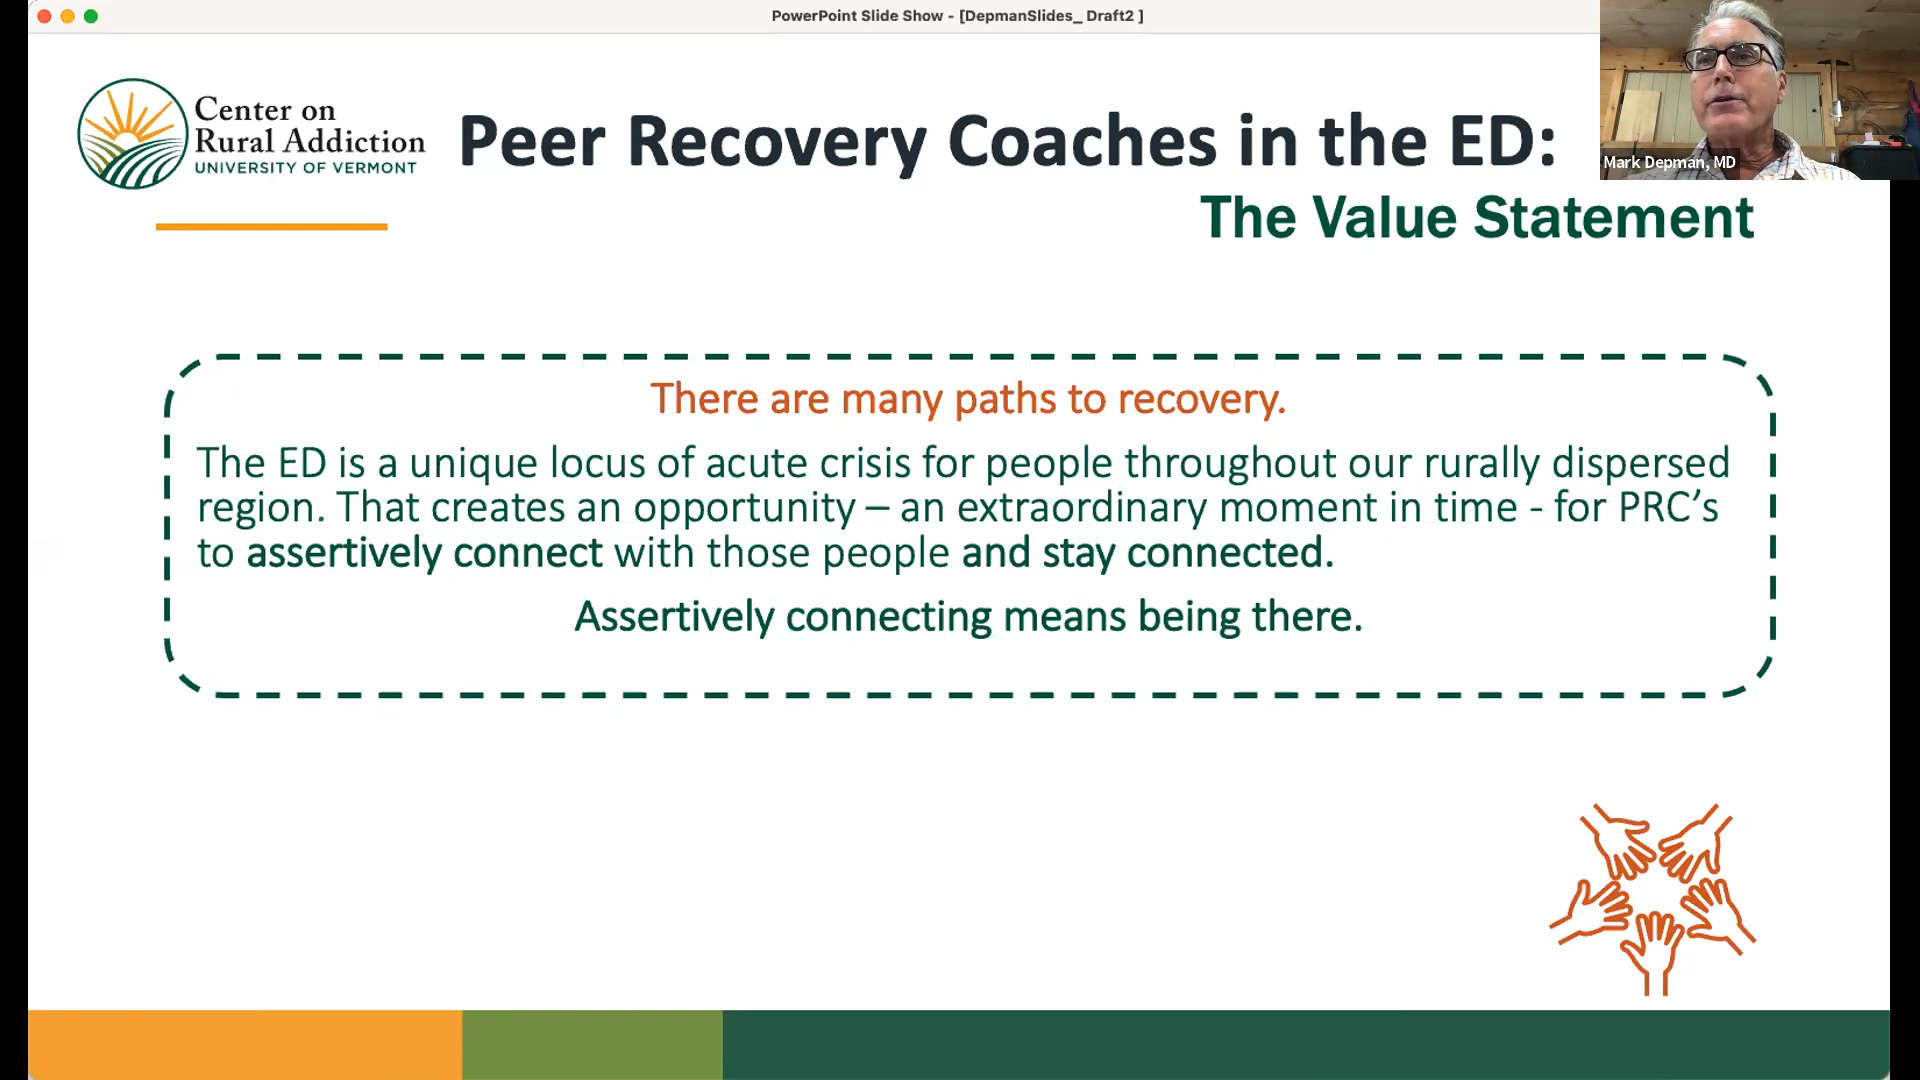 PowerPoint Slide Show - [DepmanSlides_ Draft2 ]
Center on
Rural Addiction
UNIVERSITY OF VERMONT
Peer Recovery Coaches in the ED:
The Value Statement
Mark Depman, MD
There are many paths to recovery.
The ED is a unique locus of acute crisis for people throughout our rurally dispersed
region. That creates an opportunity – an extraordinary moment in time - for PRC’s
to assertively connect with those people and stay connected.
Assertively connecting means being there.